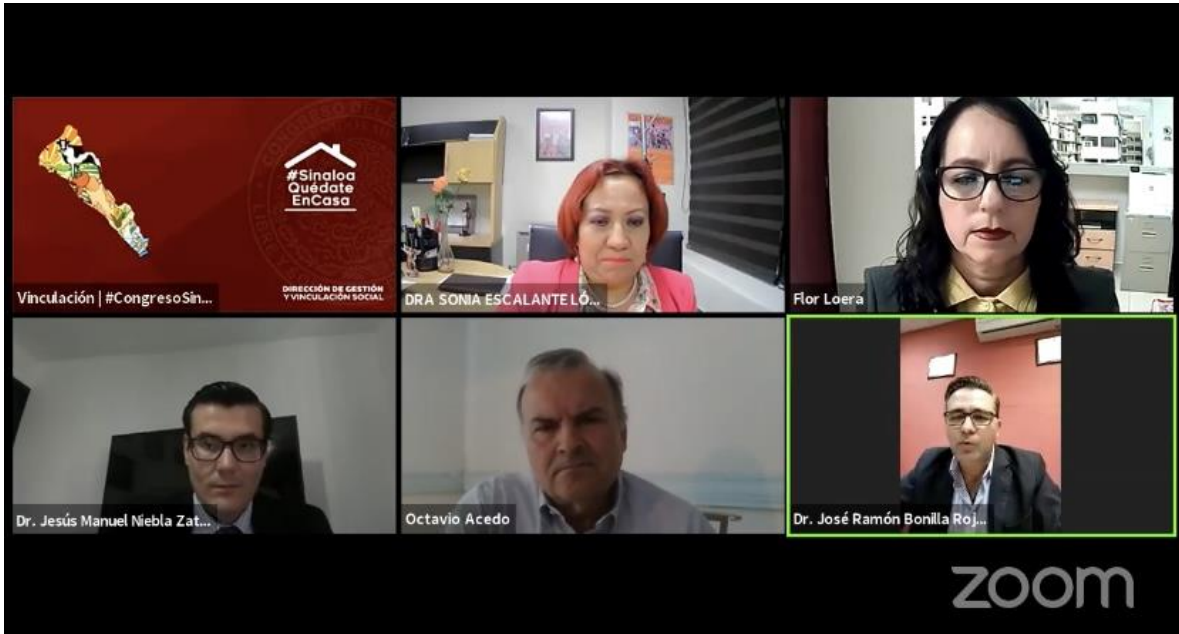 #Sinaloa
Quédate
EnCasa
DIRECCIÓN DE GESTIÓN
Y VINCULACIÓN SOCIAL
Vinculación | #CongresoSin...
DRA SONIA ESCALANTE LÓ...
Flor Loera
Dr. Jesús Manuel Niebla Zat...
Octavio Acedo
Dr. José Ramón Bonilla Roj...
zoom